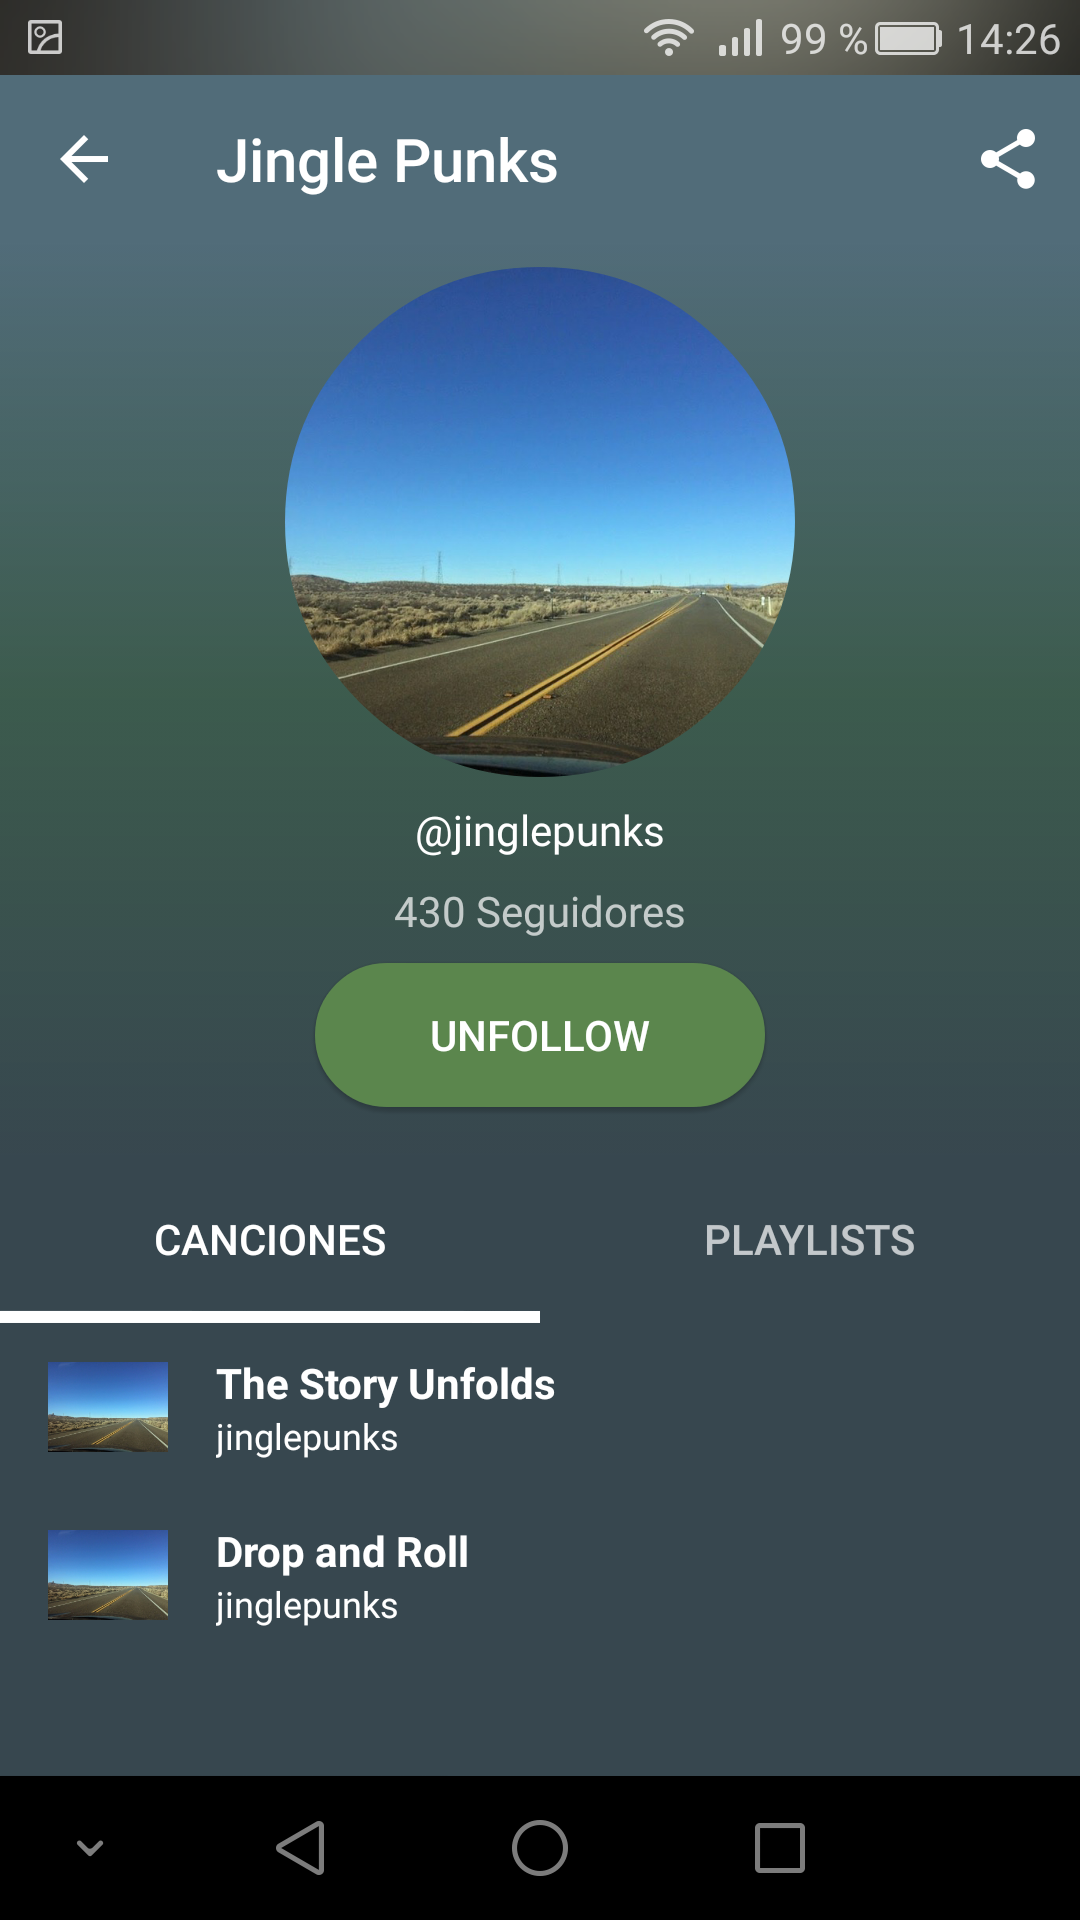 99 % 14:26
Jingle Punks
@jinglepunks
430 Seguidores
UNFOLLOW
CANCIONES PLAYLISTS
The Story Unfolds
jinglepunks
Drop and Roll
jinglepunks